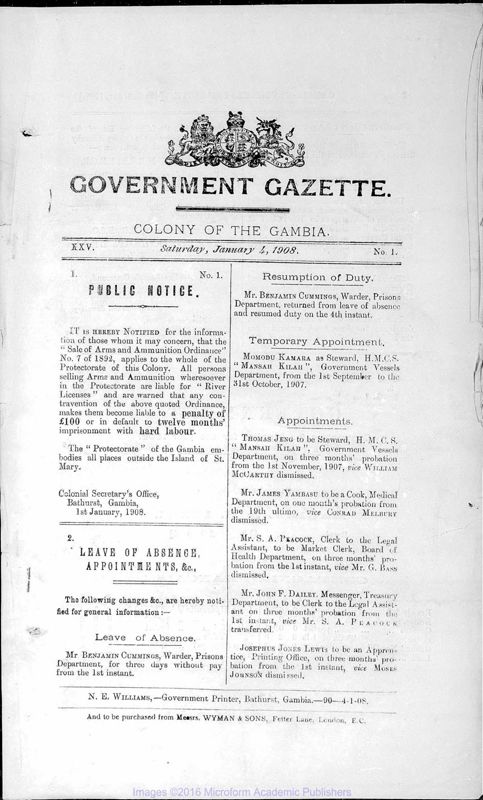 GOVERNMENT GAZETTE.
COLONY OF THE GAMBIA.
XXV.
Saturday, January 4, 1908.
No. 1.
1.
No. 1.
PUBLIC NOTICE.
IT IS HEREBY NOTIFIED for the informa-
tion of those whom it may concern, that the
"Sale of Arms and Ammunition Ordinance"
No. 7 of 1892, applies to the whole of the
Protectorate of this Colony. All persons
selling Arms and Ammunition wheresoever
in the Protectorate are liable for "River
Licenses" and are warned that any con-
travention of the above quoted Ordinance,
makes them become liable to a penalty of
£100 or in default to twelve months'
imprisonment with hard labour.
The "Protectorate" of the Gambia em-
bodies all places outside the Island of St.
Mary.
Colonial Secretary's Office,
Bathurst, Gambia,
1st January, 1908.
2.
LEAVE OF ABSENCE,
APPOINTMENTS, &c.,
The following changes &c., are hereby noti-
fied for general information :—
Leave of Absence.
Mr. BENJAMIN CUMMINGS, Warder, Prisons
Department, for three days without pay
from the 1st instant.
Resumption of Duty.
Mr. BENJAMIN CUMMINGS, Warder, Prisons
Department, returned from leave of absence
and resumed duty on the 4th instant.
Temporary Appointment.
MOMODU KAMARA as Steward, H.M.C.S.
"MANSAH KILAH", Government Vessels
Department, from the 1st September to the
31st October, 1907.
Appointments.
THOMAS JENG to be Steward, H. M. C. S.
"MANSAH KILAH", Government Vessels
Department, on three months' probation
from the 1st November, 1907, vice WILLIAM
MCCARTHY dismissed.
Mr. JAMES YAMBASU to be a Cook, Medical
Department, on one month's probation from
the 19th ultimo, vice CONRAD MELBURY
dismissed.
Mr. S. A. PEACOCK, Clerk to the Legal
Assistant, to be Market Clerk, Board of
Health Department, on three months' pro-
bation from the 1st instant, vice Mr. G. BASS
dismissed.
Mr. JOHN F. DAILEY, Messenger, Treasury
Department, to be Clerk to the Legal Assist-
ant on three months' probation from the
1st instant, vice Mr. S. A. PEACOCK
transferred.
JOSEPHUS JONES LEWIS to be an Appren-
tice, Printing Office, on three months' pro-
bation from the 1st instant, vice MOSES
JOHNSON dismissed.
N. E. WILLIAMS,—Government Printer, Bathurst, Gambia.—90—4-1-08.
And to be purchased from Messrs. WYMAN & SONS, Fetter Lane, London, E.C.
Images ©2016 Microform Academic Publishers